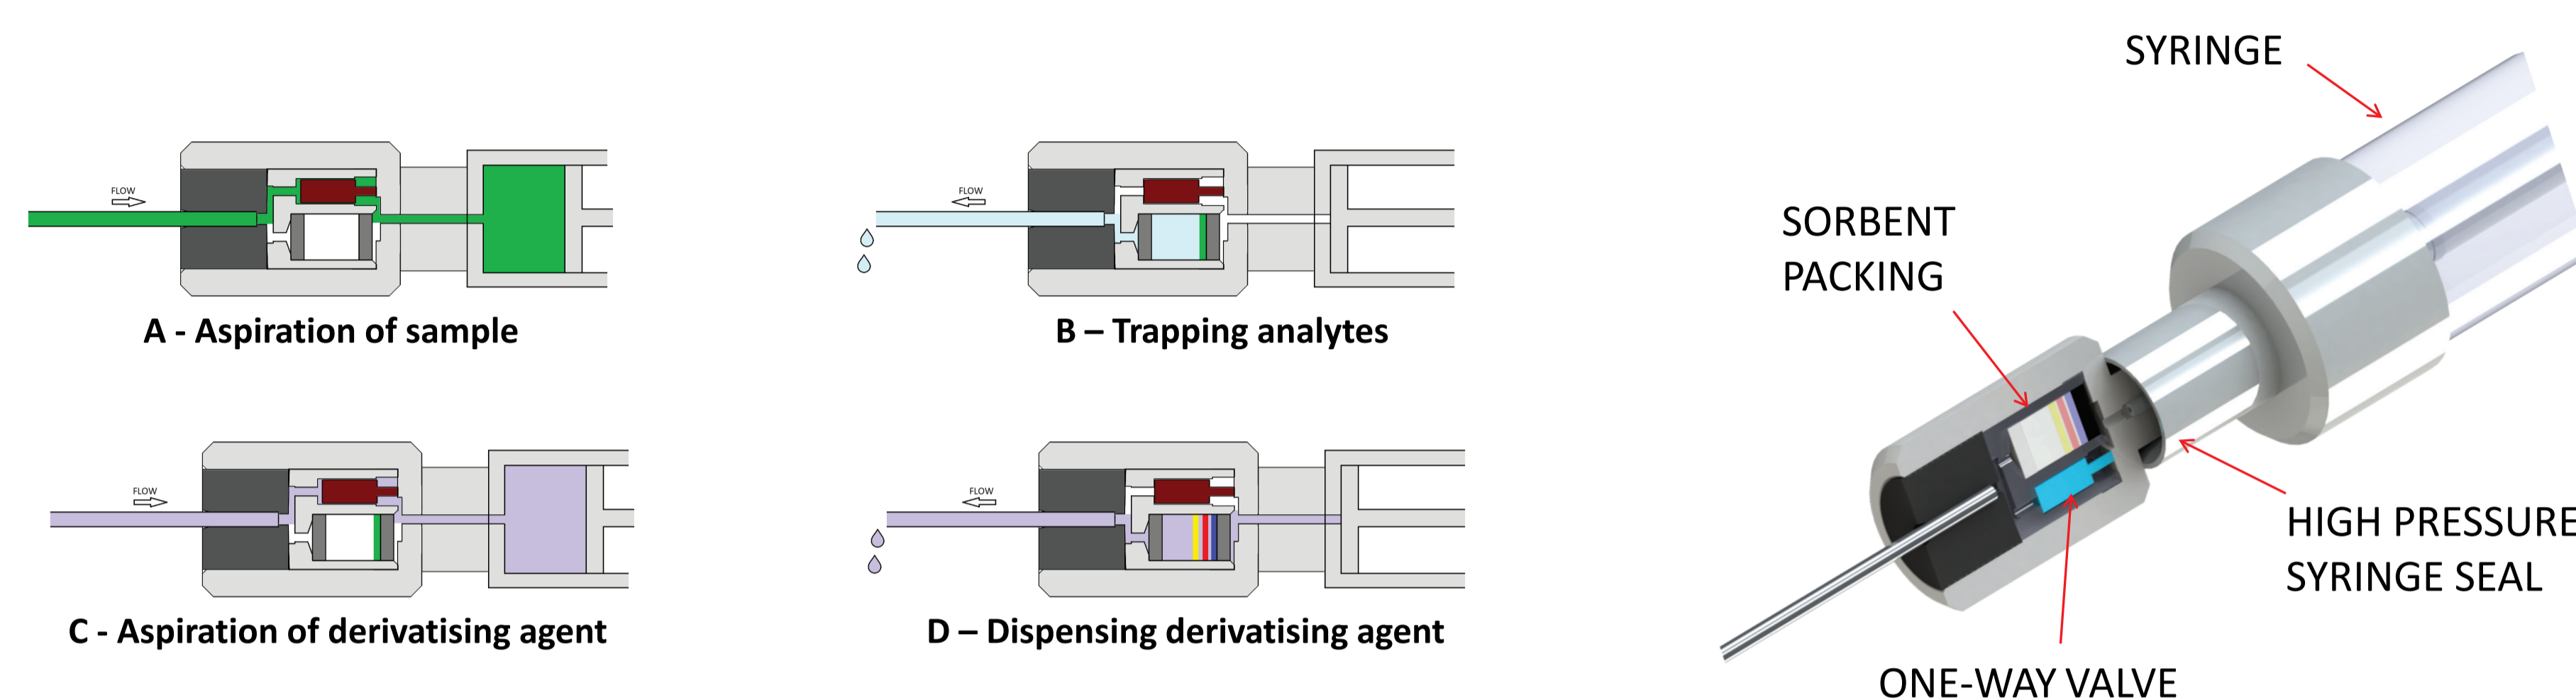 FLOW
A - Aspiration of sample
FLOW
B – Trapping analytes
FLOW
C - Aspiration of derivatising agent
FLOW
D – Dispensing derivatising agent
SYRINGE
SORBENT
PACKING
HIGH PRESSURE
SYRINGE SEAL
ONE-WAY VALVE